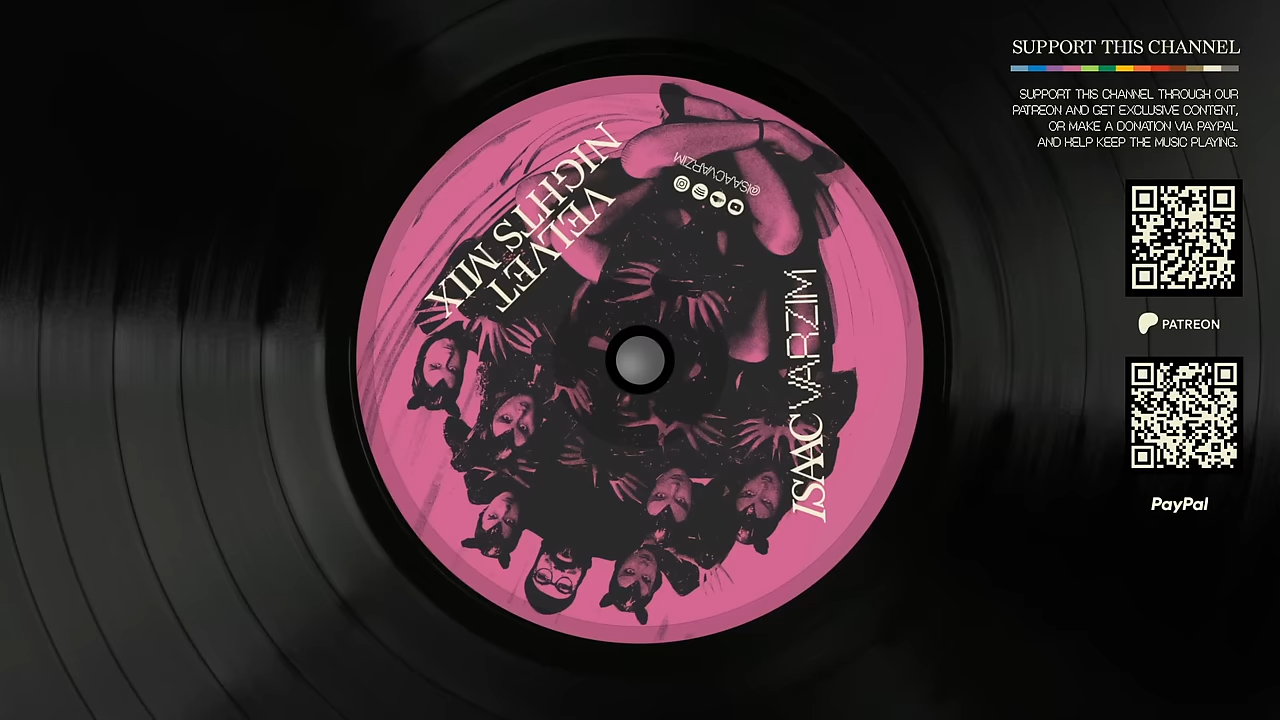 SUPPORT THIS CHANNEL
SUPPORT THIS CHANNEL THROUGH OUR
PATREON AND GET EXCLUSIVE CONTENT,
OR MAKE A DONATION VIA PAYPAL
AND HELP KEEP THE MUSIC PLAYING.
PATREON
PayPal
VELVET
NIGHTS MIX
@ISAACVARZIM
ISAAC VARZIM